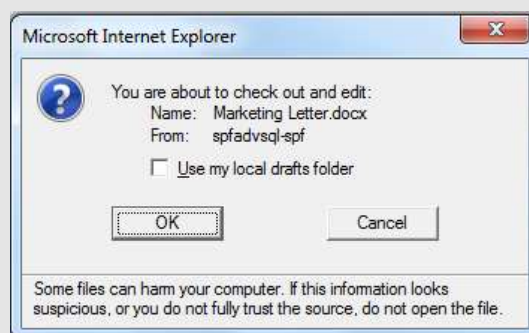 Microsoft Internet Explorer
You are about to check out and edit:
Name: Marketing Letter.docx
From: spfadvsql-spf
Use my local drafts folder
OK Cancel
Some files can harm your computer. If this information looks
suspicious, or you do not fully trust the source, do not open the file.